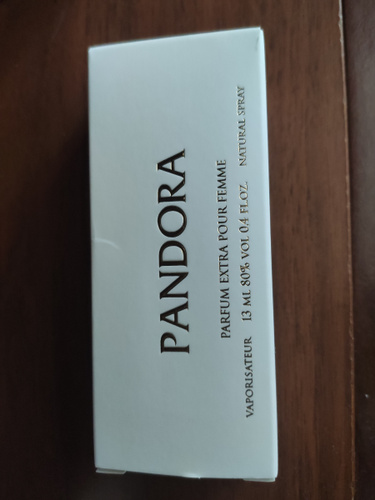 PANDORA
PARFUM EXTRA POUR FEMME
VAPORISATEUR 13 ML 80% VOL 0.4 FL.OZ. NATURAL SPRAY